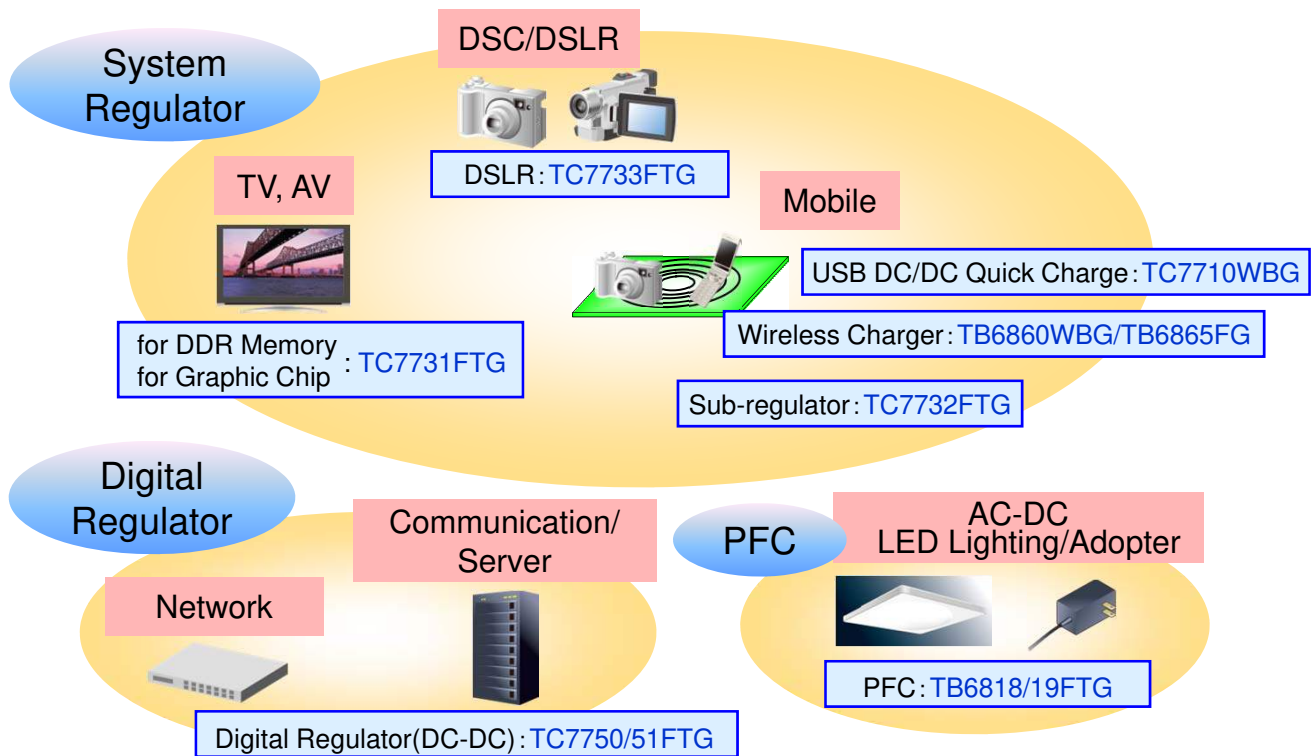 System
Regulator
DSC/DSLR
DSLR:TC7733FTG
TV, AV
for DDR Memory
for Graphic Chip
:TC7731FTG
Mobile
USB DC/DC Quick Charge:TC7710WBG
Wireless Charger:TB6860WBG/TB6865FG
Sub-regulator:TC7732FTG
Digital
Regulator
Communication/
Server
Network
Digital Regulator(DC-DC):TC7750/51FTG
PFC
AC-DC
LED Lighting/Adopter
PFC:TB6818/19FTG